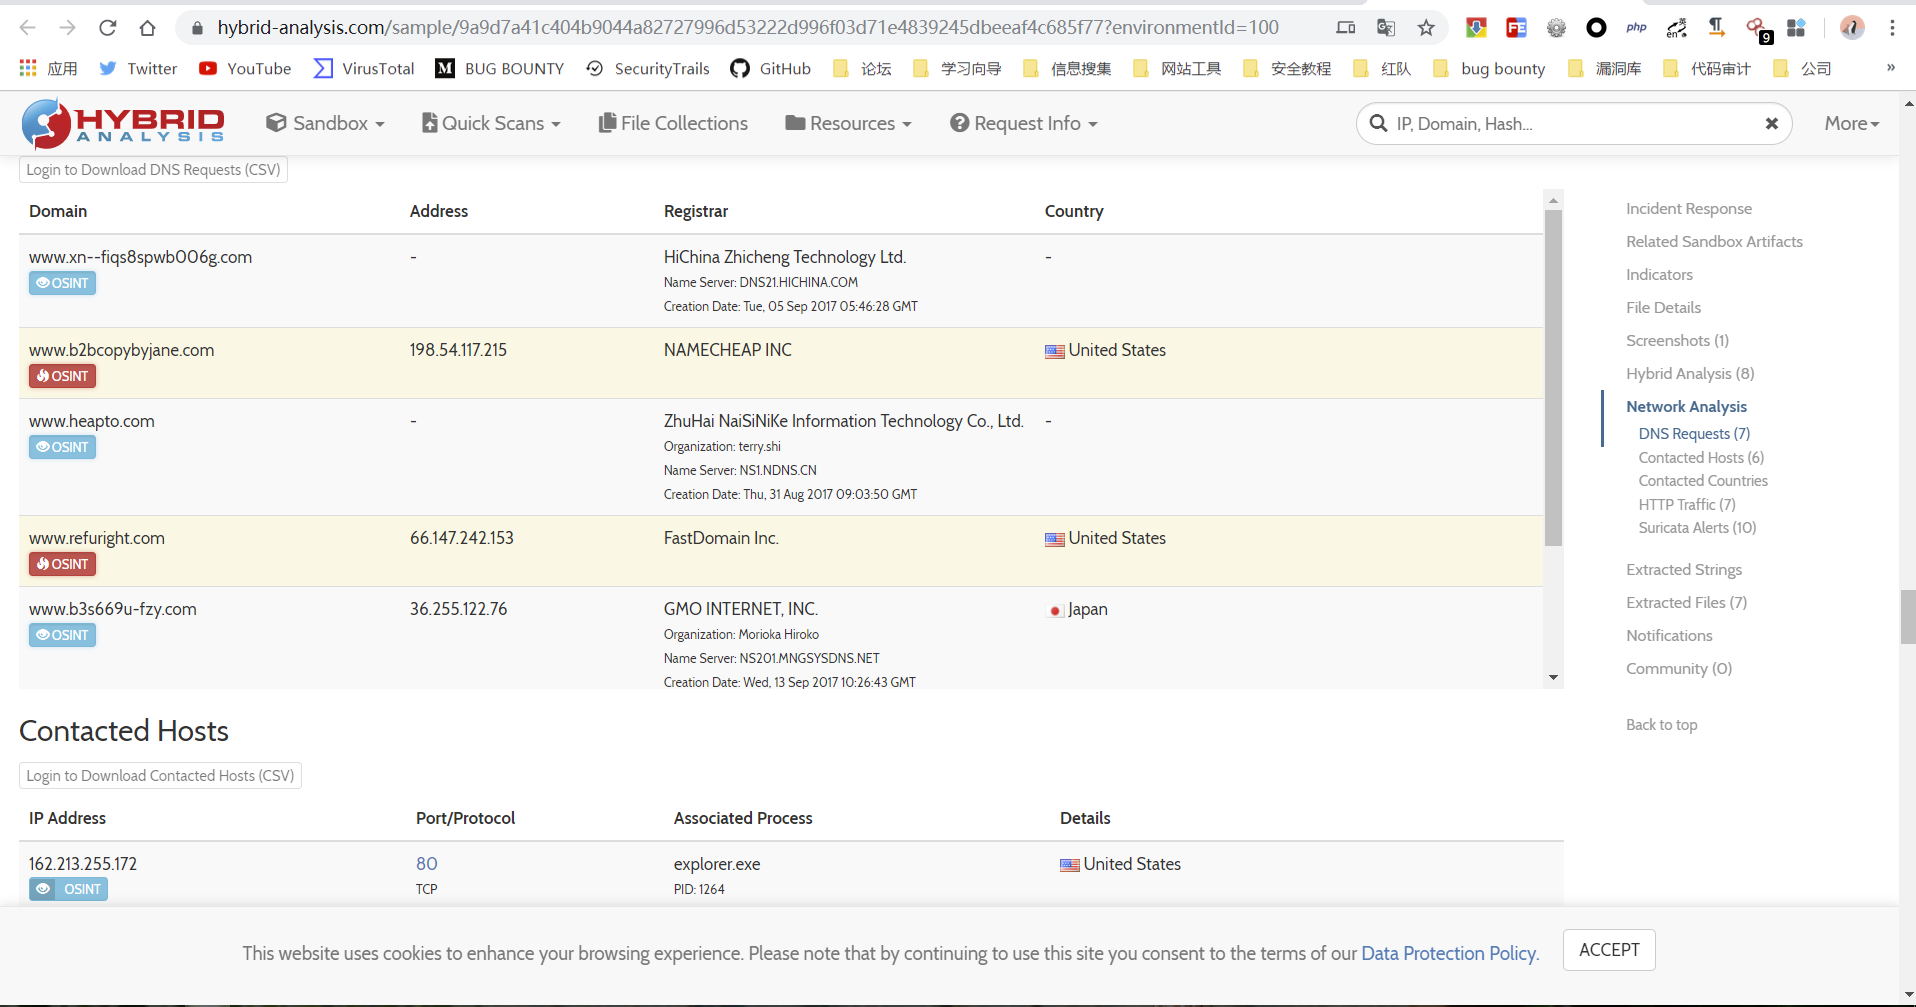 hybrid-analysis.com/sample/9a9d7a41c404b9044a82727996d53222d996f03d71e4839245dbeeaf4c685f77?environmentId=100
php
en
英
9
应用 Twitter YouTube VirusTotal BUG BOUNTY SecurityTrails GitHub 论坛 学习向导 信息搜集 网站工具 安全教程 红队 bug bounty 漏洞库 代码审计 公司 »
HYBRID ANALYSIS Sandbox Quick Scans File Collections Resources Request Info IP, Domain, Hash... More
Login to Download DNS Requests (CSV)
Domain Address Registrar Country
www.xn--fiqs8spwb006g.com - HiChina Zhicheng Technology Ltd. -
OSINT Name Server: DNS21.HICHINA.COM
Creation Date: Tue, 05 Sep 2017 05:46:28 GMT
www.b2bcopybyjane.com 198.54.117.215 NAMECHEAP INC United States
OSINT
www.heapto.com - ZhuHai NaiSiNiKe Information Technology Co., Ltd. -
OSINT Organization: terry.shi
Name Server: NS1.NDNS.CN
Creation Date: Thu, 31 Aug 2017 09:03:50 GMT
www.refuright.com 66.147.242.153 FastDomain Inc. United States
OSINT
www.b3s669u-fzy.com 36.255.122.76 GMO INTERNET, INC. Japan
OSINT Organization: Morioka Hiroko
Name Server: NS201.MNGSYSDNS.NET
Creation Date: Wed, 13 Sep 2017 10:26:43 GMT
Contacted Hosts
Login to Download Contacted Hosts (CSV)
IP Address Port/Protocol Associated Process Details
162.213.255.172 80 explorer.exe United States
OSINT TCP PID: 1264
Incident Response
Related Sandbox Artifacts
Indicators
File Details
Screenshots (1)
Hybrid Analysis (8)
Network Analysis
DNS Requests (7)
Contacted Hosts (6)
Contacted Countries
HTTP Traffic (7)
Suricata Alerts (10)
Extracted Strings
Extracted Files (7)
Notifications
Community (0)
Back to top
This website uses cookies to enhance your browsing experience. Please note that by continuing to use this site you consent to the terms of our Data Protection Policy. ACCEPT